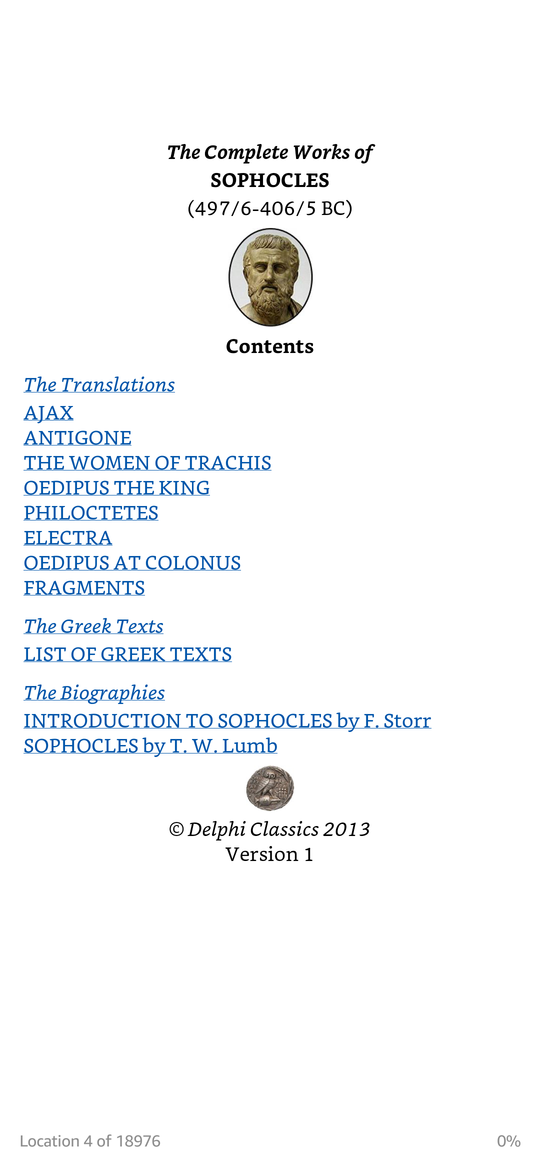 The Complete Works of
SOPHOCLES
(497/6-406/5 BC)
Contents
The Translations
AJAX
ANTIGONE
THE WOMEN OF TRACHIS
OEDIPUS THE KING
PHILOCTETES
ELECTRA
OEDIPUS AT COLONUS
FRAGMENTS
The Greek Texts
LIST OF GREEK TEXTS
The Biographies
INTRODUCTION TO SOPHOCLES by F. Storr
SOPHOCLES by T. W. Lumb
© Delphi Classics 2013
Version 1
Location 4 of 18976
0%